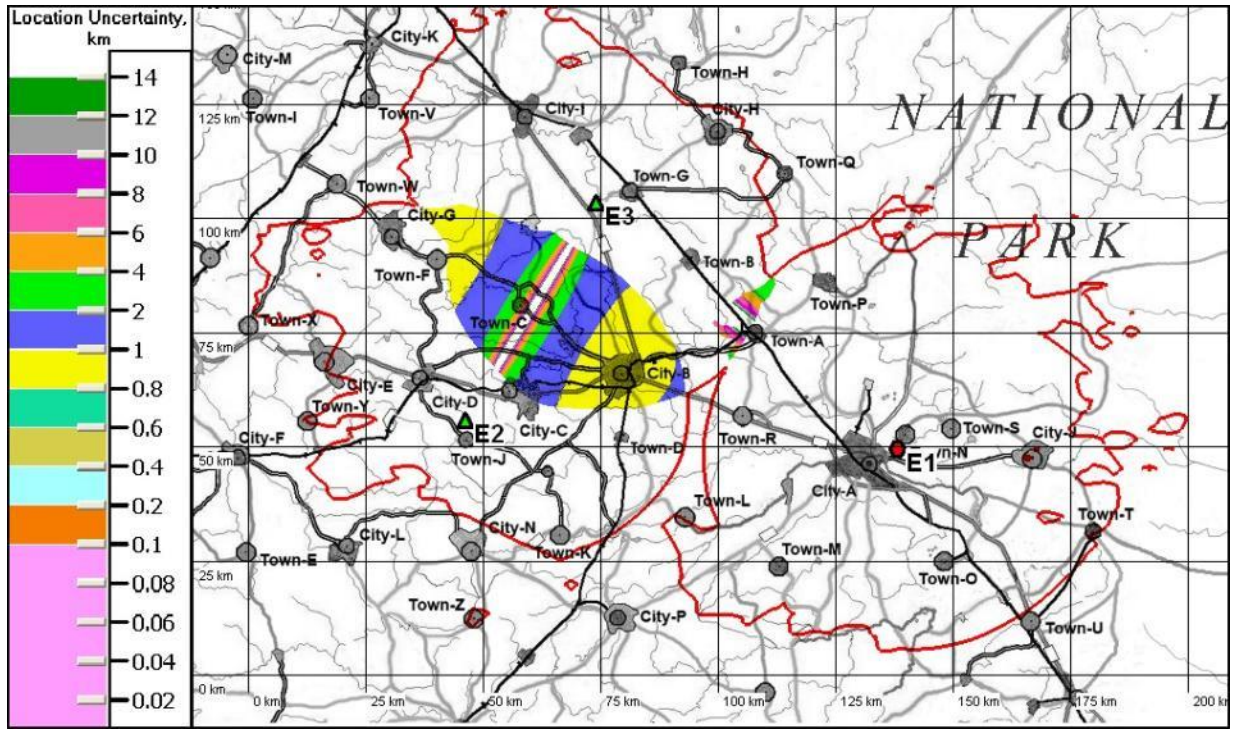 Location Uncertainty,
km
14
12
10
8
6
4
2
1
0.8
0.6
0.4
0.2
0.1
0.08
0.06
0.04
0.02
City-K
City-M
Town-H
Town-I
Town-V
City-I
City-H
NATIONAL
125 km
Town-Q
Town-W
Town-G
City-G
E3
100 km
PARK
Town-F
Town-B
Town-P
Town-X
Town-C
Town-A
75 km
City-E
City-B
City-D
Town-Y
City-C
Town-R
Town-S
City-J
City-F
E2
Town-J
Town-D
E1
50 km
City-A
Town-L
Town-T
City-N
City-L
Town-K
Town-E
Town-M
Town-O
25 km
Town-Z
City-P
Town-U
0 km
0 km
25 km
50 km
75 km
100 km
125 km
150 km
175 km